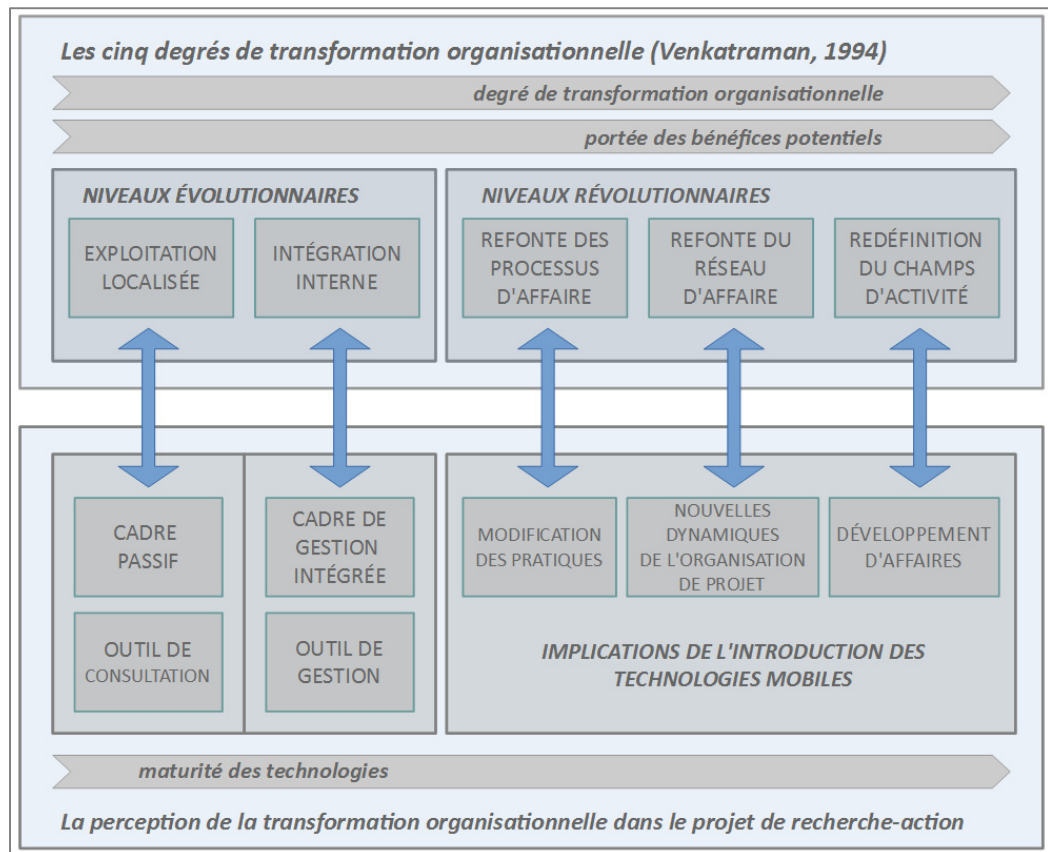 Les cinq degrés de transformation organisationnelle (Venkatraman, 1994)
degré de transformation organisationnelle
portée des bénéfices potentiels
NIVEAUX ÉVOLUTIONNAIRES
EXPLOITATION
LOCALISÉE
INTÉGRATION
INTERNE
NIVEAUX RÉVOLUTIONNAIRES
REFONTE DES
PROCESSUS
D'AFFAIRE
REFONTE DU
RÉSEAU
D'AFFAIRE
REDÉFINITION
DU CHAMPS
D'ACTIVITÉ
CADRE
PASSIF
OUTIL DE
CONSULTATION
CADRE DE
GESTION
INTÉGRÉE
OUTIL DE
GESTION
MODIFICATION
DES PRATIQUES
NOUVELLES
DYNAMIQUES
DE L'ORGANISATION
DE PROJET
DÉVELOPPEMENT
D'AFFAIRES
IMPLICATIONS DE L'INTRODUCTION DES
TECHNOLOGIES MOBILES
maturité des technologies
La perception de la transformation organisationnelle dans le projet de recherche-action